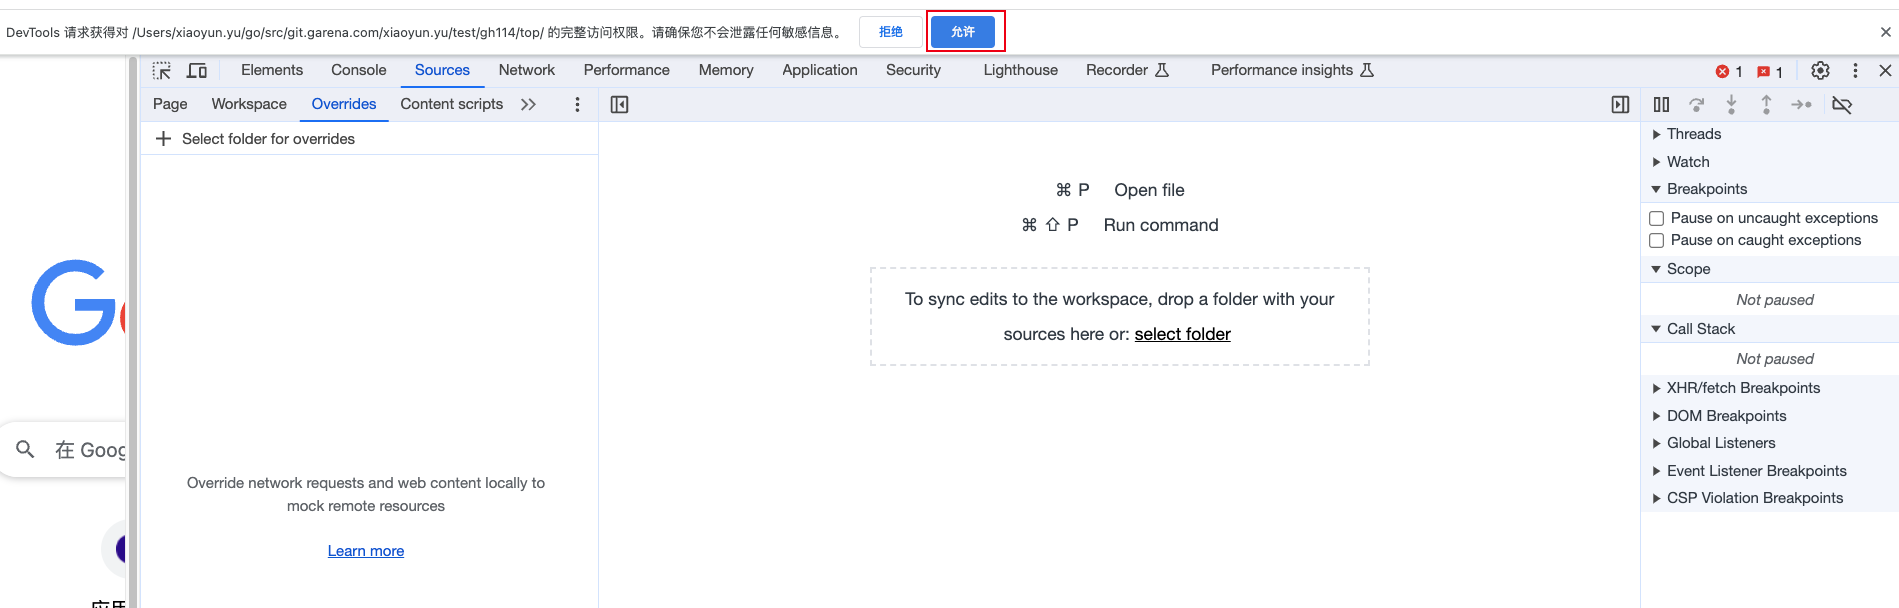 DevTools 请求获得对 /Users/xiaoyun.yu/go/src/git.garena.com/xiaoyun.yu/test/gh114/top/ 的完整访问权限。请确保您不会泄露任何敏感信息。 拒绝 允许
Elements Console Sources Network Performance Memory Application Security Lighthouse Recorder Performance insights 1 1
Page Workspace Overrides Content scripts
Select folder for overrides
⌘ P Open file
⌘ ⇧ P Run command
To sync edits to the workspace, drop a folder with your
sources here or: select folder
Override network requests and web content locally to
mock remote resources
Learn more
Threads
Watch
Breakpoints
Pause on uncaught exceptions
Pause on caught exceptions
Scope
Not paused
Call Stack
Not paused
XHR/fetch Breakpoints
DOM Breakpoints
Global Listeners
Event Listener Breakpoints
CSP Violation Breakpoints
Go
在 Goog
应用